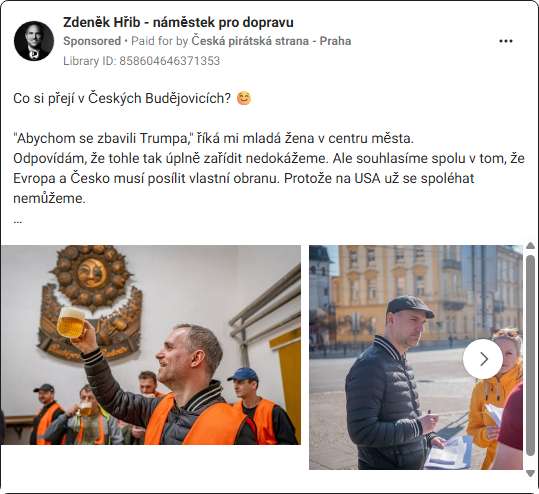 Zdeněk Hřib - náměstek pro dopravu
Sponsored • Paid for by Česká pirátská strana - Praha
Library ID: 858604646371353
Co si přejí v Českých Budějovicích? 😊
"Abychom se zbavili Trumpa," říká mi mladá žena v centru města.
Odpovídám, že tohle tak úplně zařídit nedokážeme. Ale souhlasíme spolu v tom, že
Evropa a Česko musí posílit vlastní obranu. Protože na USA už se spoléhat
nemůžeme.
...